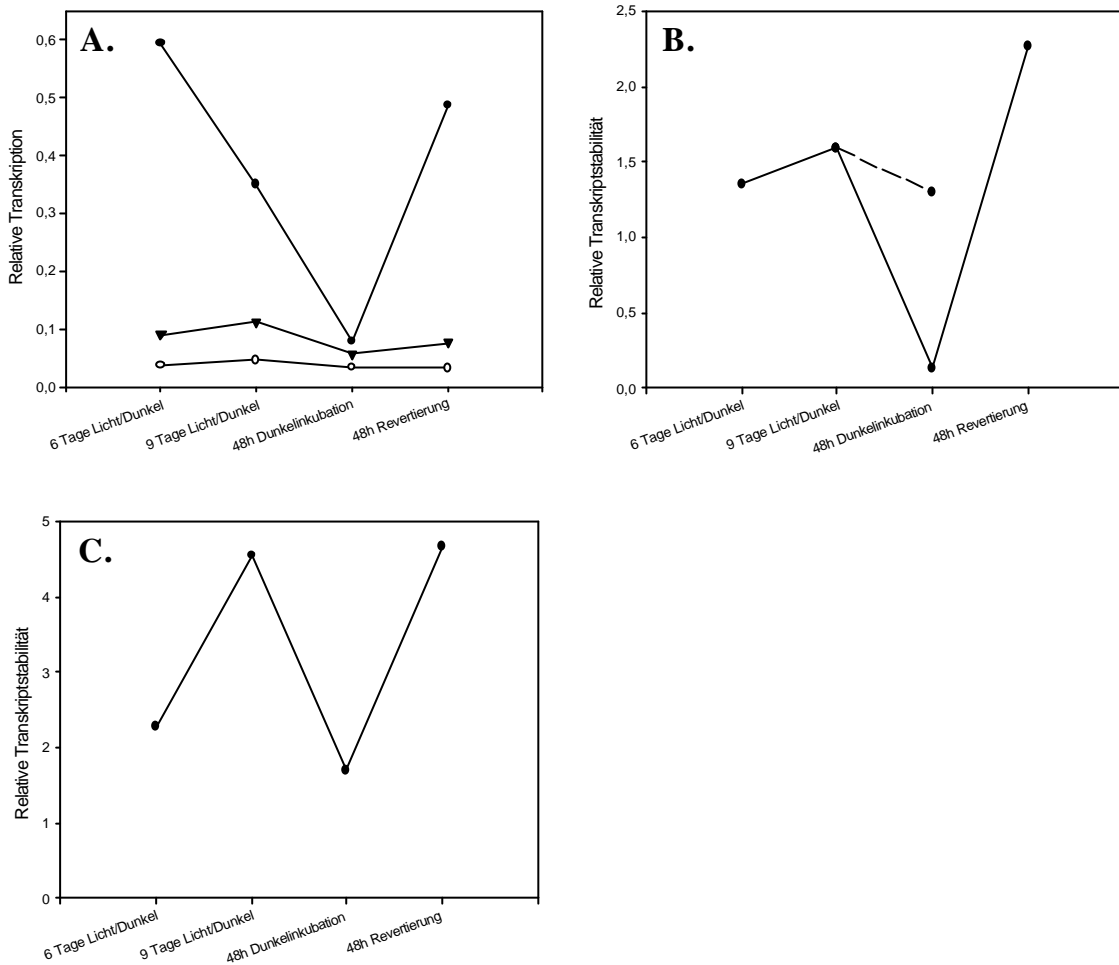 A.
Relative Transkription
0,6
0,5
0,4
0,3
0,2
0,1
0,0
6 Tage Licht/Dunkel
9 Tage Licht/Dunkel
48h Dunkelinkubation
48h Revertierung
B.
Relative Transkriptstabilität
2,5
2,0
1,5
1,0
0,5
0,0
6 Tage Licht/Dunkel
9 Tage Licht/Dunkel
48h Dunkelinkubation
48h Revertierung
C.
Relative Transkriptstabilität
5
4
3
2
1
0
6 Tage Licht/Dunkel
9 Tage Licht/Dunkel
48h Dunkelinkubation
48h Revertierung